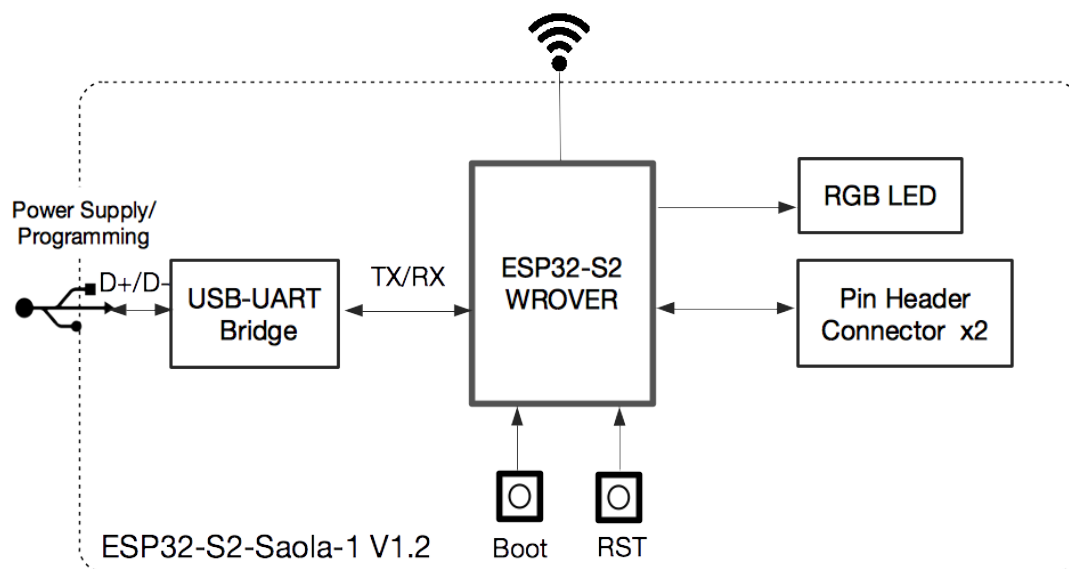 Power Supply/
Programming
D+/D-
USB-UART
Bridge
TX/RX
ESP32-S2
WROVER
RGB LED
Pin Header
Connector x2
Boot
RST
ESP32-S2-Saola-1 V1.2